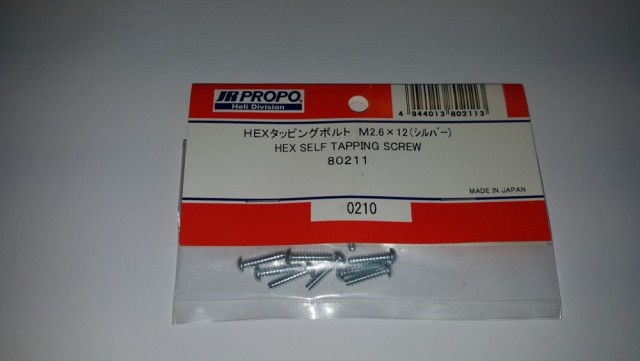 JR PROPO.
Heli Division
4 944013 802113
HEXタッピングボルト M2.6×12(シルバー)
HEX SELF TAPPING SCREW
80211
MADE IN JAPAN
0210